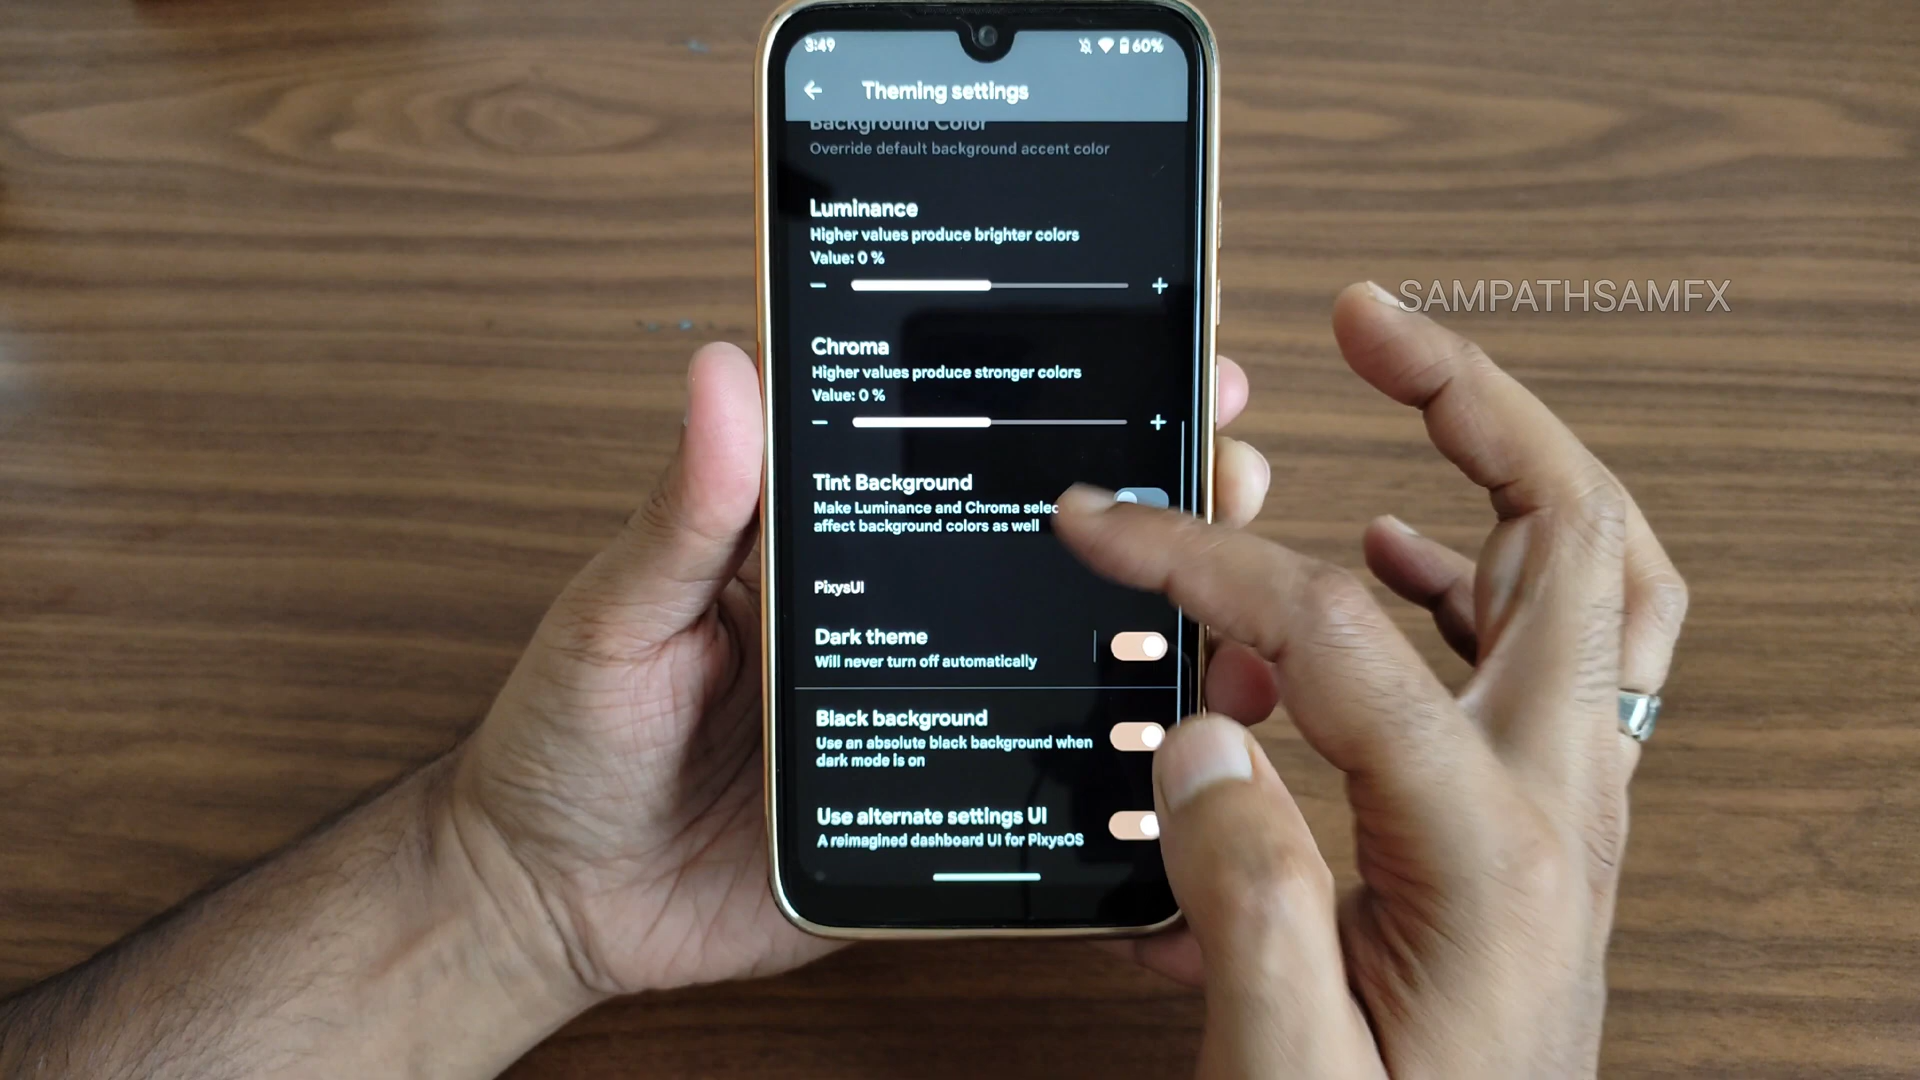 3:49
60%
Theming settings
Background Color
Override default background accent color
Luminance
Higher values produce brighter colors
Value: 0 %
Chroma
Higher values produce stronger colors
Value: 0 %
Tint Background
Make Luminance and Chroma
affect background colors as well
PixysUI
Dark theme
Will never turn off automatically
Black background
Use an absolute black background when
dark mode is on
Use alternate settings UI
A reimagined dashboard UI for PixysOS
SAMPATHSAMFX